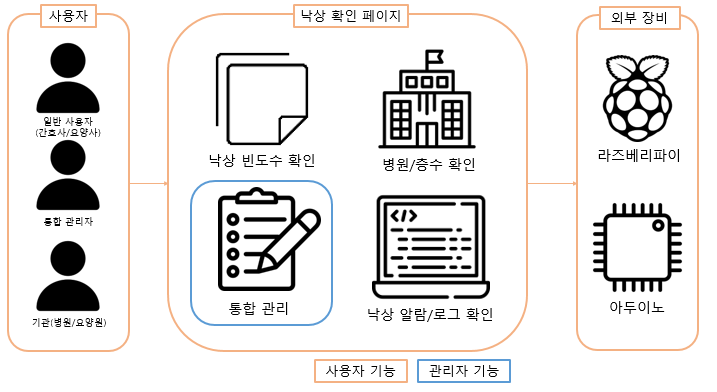 사용자
일반 사용자
(간호사/요양사)
통합 관리자
기관(병원/요양원)
낙상 확인 페이지
낙상 빈도수 확인
병원/층수 확인
통합 관리
</>
낙상 알람/로그 확인
외부 장비
라즈베리파이
아두이노
사용자 기능
관리자 기능